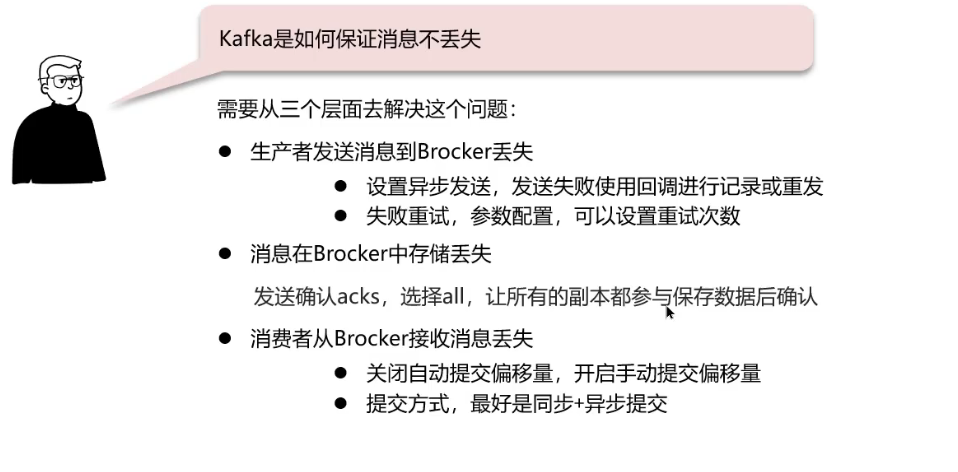 Kafka是如何保证消息不丢失
需要从三个层面去解决这个问题：
● 生产者发送消息到Brocker丢失
● 设置异步发送，发送失败使用回调进行记录或重发
● 失败重试，参数配置，可以设置重试次数
● 消息在Brocker中存储丢失
发送确认acks，选择all，让所有的副本都参与保存数据后确认
● 消费者从Brocker接收消息丢失
● 关闭自动提交偏移量，开启手动提交偏移量
● 提交方式，最好是同步+异步提交